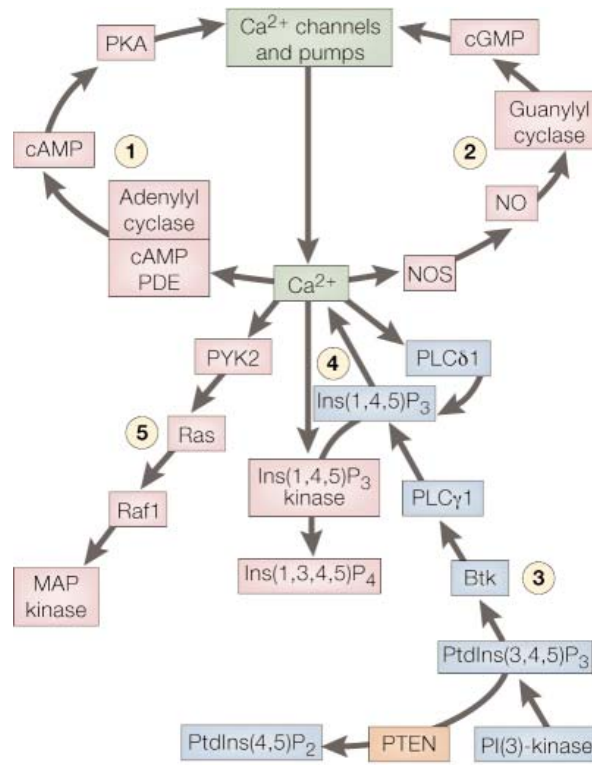 Ca²⁺ channels
and pumps
PKA
cGMP
cAMP
1
2
Guanylyl
cyclase
Adenylyl
cyclase
NO
cAMP
PDE
NOS
Ca²⁺
PYK2
4
PLCδ1
Ins(1,4,5)P₃
5
Ras
Ins(1,4,5)P₃
kinase
PLCγ1
Raf1
MAP
kinase
Ins(1,3,4,5)P₄
Btk
3
PtdIns(3,4,5)P₃
PtdIns(4,5)P₂
PTEN
PI(3)-kinase